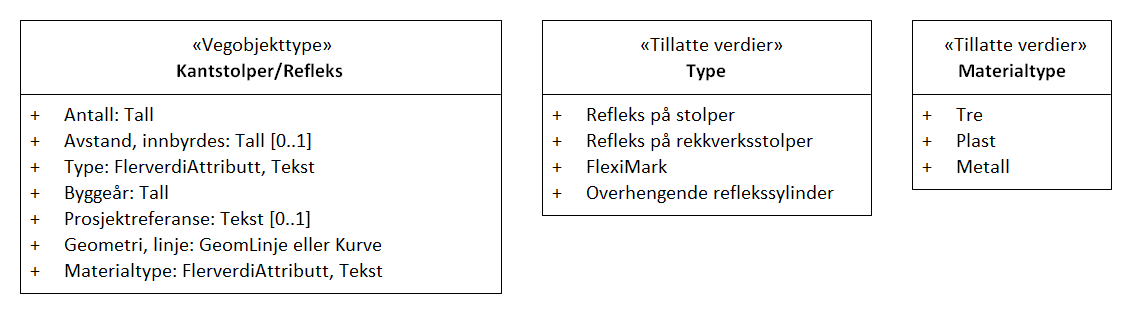 «Vegobjekttype»
Kantstolper/Refleks
+ Antall: Tall
+ Avstand, innbyrdes: Tall [0..1]
+ Type: FlerverdiAttributt, Tekst
+ Byggeår: Tall
+ Prosjektreferanse: Tekst [0..1]
+ Geometri, linje: GeomLinje eller Kurve
+ Materialtype: FlerverdiAttributt, Tekst
«Tillatte verdier»
Type
+ Refleks på stolper
+ Refleks på rekkverksstolper
+ FlexiMark
+ Overhengende reflekssylinder
«Tillatte verdier»
Materialtype
+ Tre
+ Plast
+ Metall